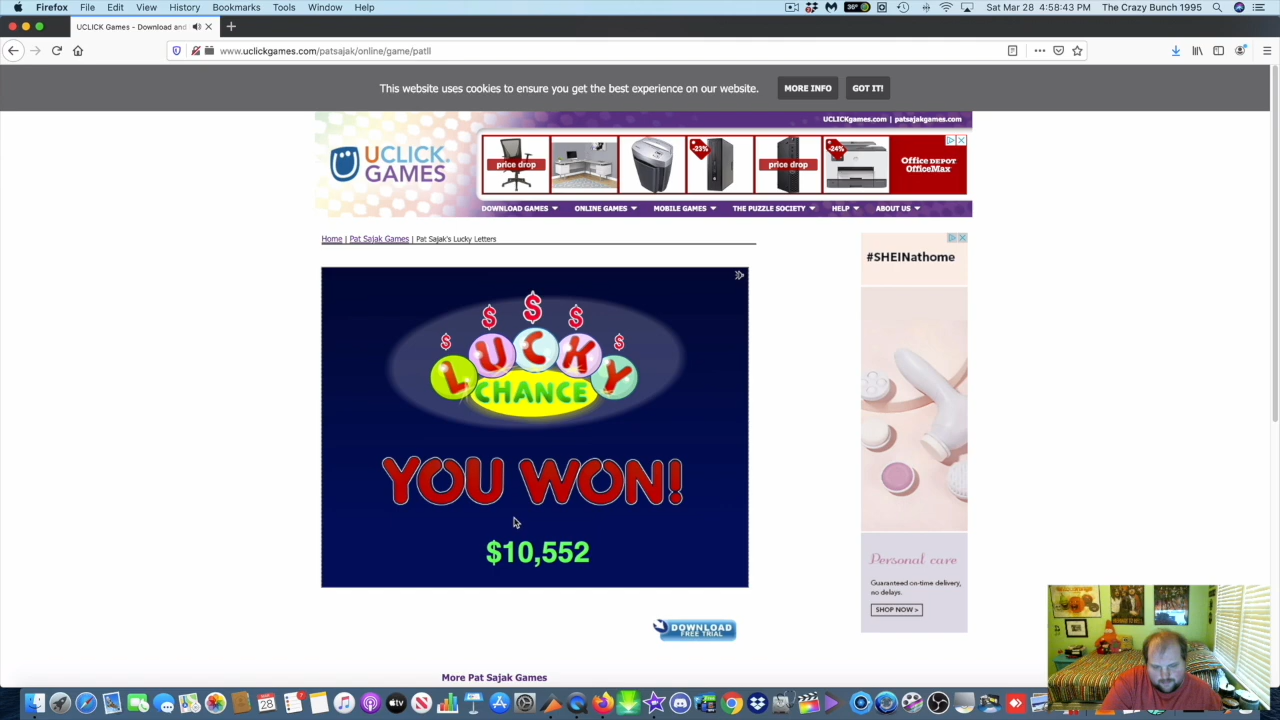 Firefox File Edit View History Bookmarks Tools Window Help
36° Sat Mar 28 4:58:43 PM The Crazy Bunch 1995
UCLICK Games - Download and
www.uclickgames.com/patsajak/online/game/patll
This website uses cookies to ensure you get the best experience on our website. MORE INFO GOT IT!
UCLICKgames.com | patsajakgames.com
UCLICK.
GAMES
price drop -23% price drop -24% Office DEPOT
OfficeMax
DOWNLOAD GAMES ONLINE GAMES MOBILE GAMES THE PUZZLE SOCIETY HELP ABOUT US
Home | Pat Sajak Games | Pat Sajak's Lucky Letters
#SHEINathome
$ $ $ $ $
LUCKY
CHANCE
YOU WON!
$10,552
Personal care
Guaranteed on-time delivery,
no delays.
SHOP NOW >
DOWNLOAD
FREE TRIAL
More Pat Sajak Games
tv
28